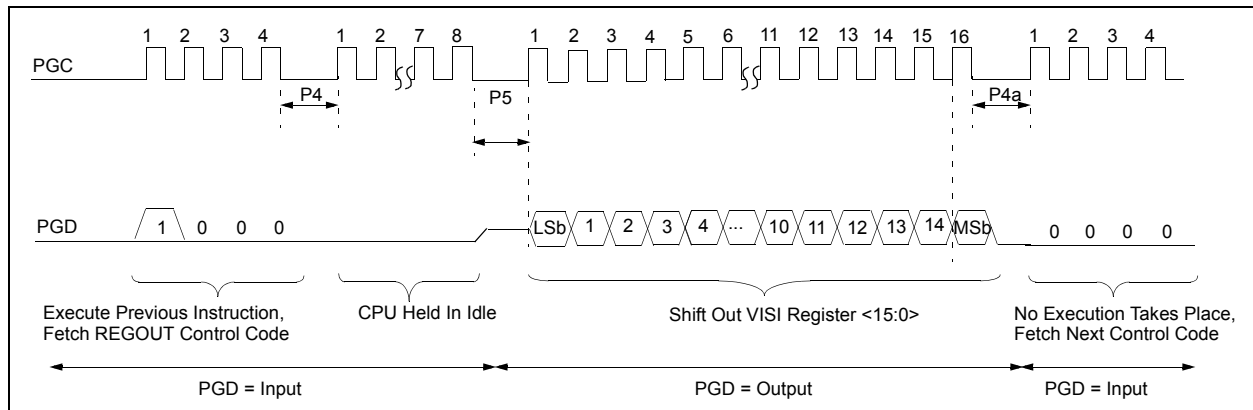 1 2 3 4 1 2 7 8 1 2 3 4 5 6 11 12 13 14 15 16 1 2 3 4
PGC
P4 P5 P4a
PGD
1 0 0 0 LSb 1 2 3 4 ... 10 11 12 13 14 MSb 0 0 0 0
Execute Previous Instruction,
Fetch REGOUT Control Code
CPU Held In Idle
Shift Out VISI Register <15:0>
No Execution Takes Place,
Fetch Next Control Code
PGD = Input PGD = Output PGD = Input